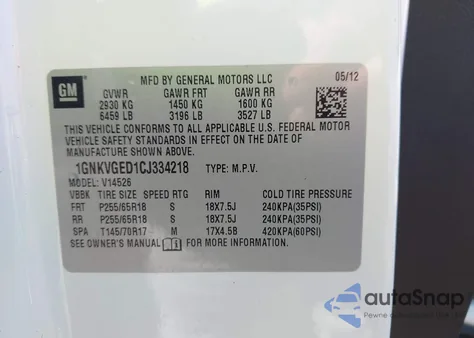 GM
MFD BY GENERAL MOTORS LLC 05/12
GVWR GAWR FRT GAWR RR
2930 KG 1450 KG 1600 KG
6459 LB 3196 LB 3527 LB
THIS VEHICLE CONFORMS TO ALL APPLICABLE U.S. FEDERAL MOTOR
VEHICLE SAFETY STANDARDS IN EFFECT ON THE DATE OF
MANUFACTURE SHOWN ABOVE.
1GNKVGED1CJ334218 TYPE: M.P.V.
MODEL: V14526
VBBK TIRE SIZE SPEED RTG RIM COLD TIRE PRESSURE
FRT P255/65R18 S 18X7.5J 240KPA(35PSI)
RR P255/65R18 S 18X7.5J 240KPA(35PSI)
SPA T145/70R17 M 17X4.5B 420KPA(60PSI)
SEE OWNER'S MANUAL FOR MORE INFORMATION.
autoSnap
Pewne samochody